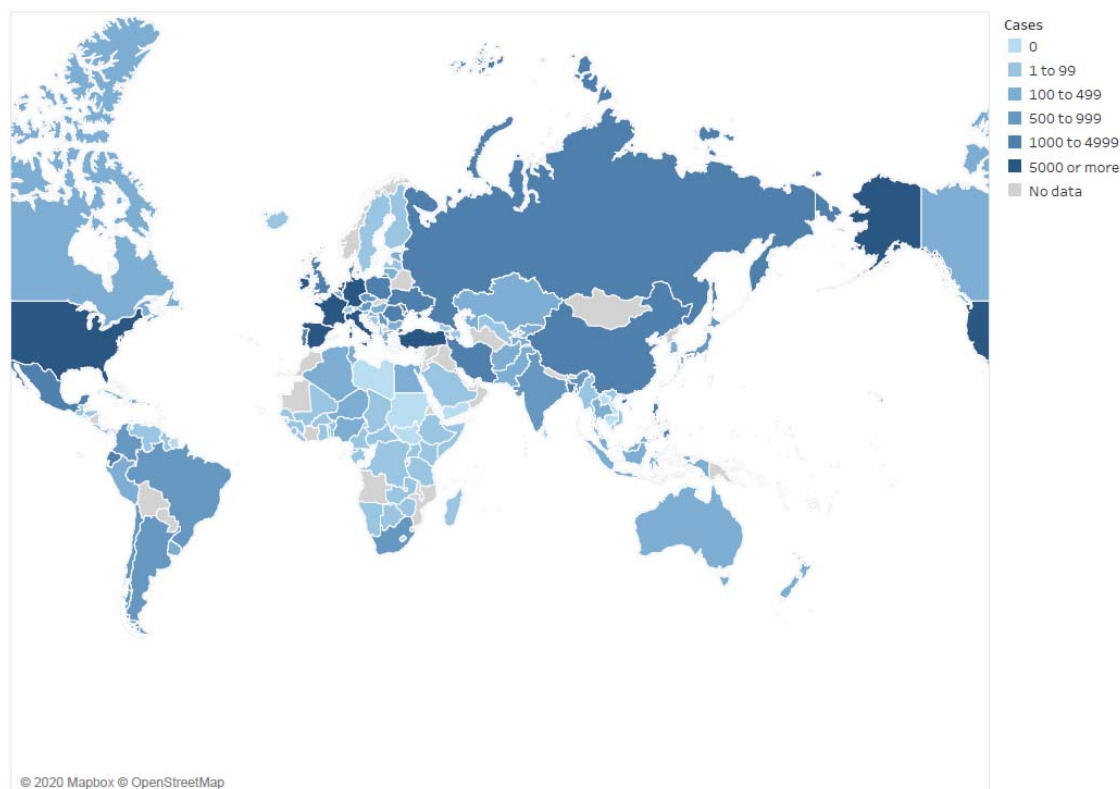 Cases
0
1 to 99
100 to 499
500 to 999
1000 to 4999
5000 or more
No data
© 2020 Mapbox © OpenStreetMap